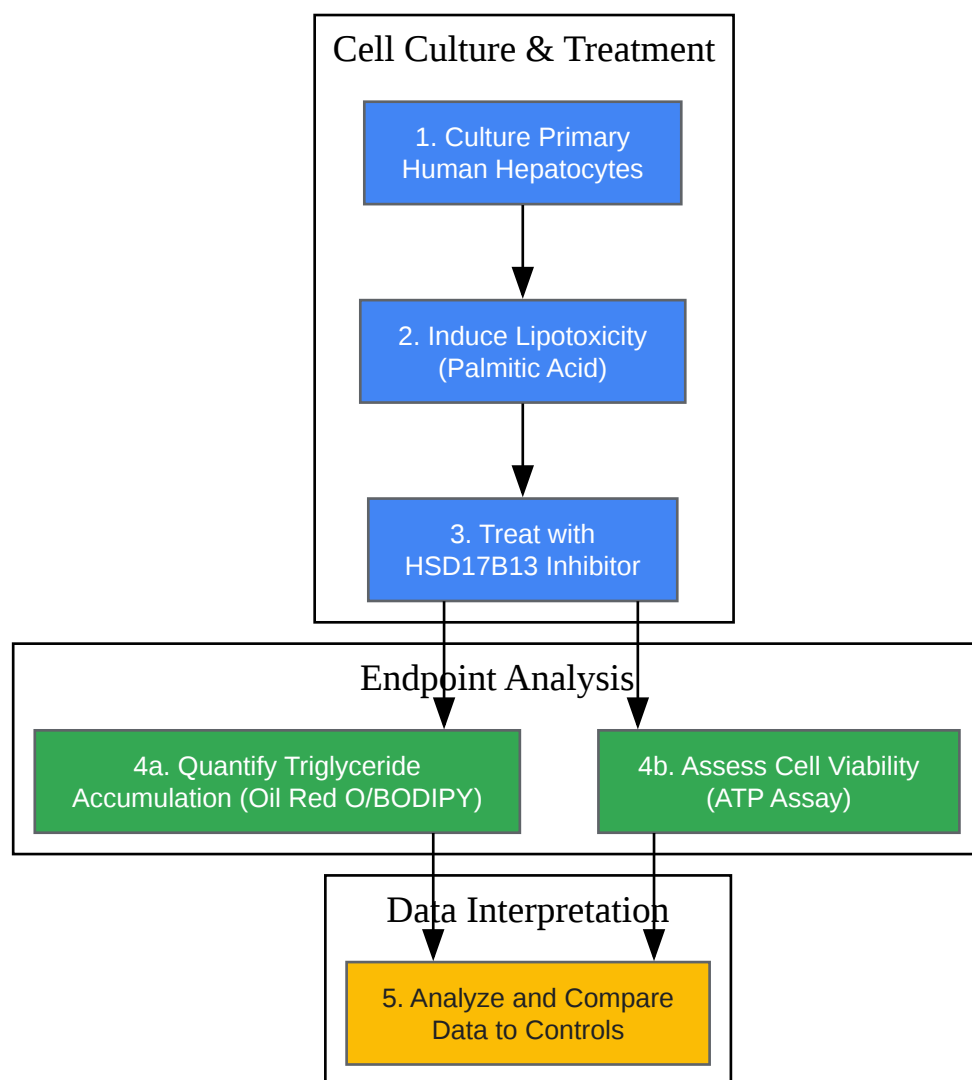 Cell Culture & Treatment
1. Culture Primary
Human Hepatocytes
2. Induce Lipotoxicity
(Palmitic Acid)
3. Treat with
HSD17B13 Inhibitor
Endpoint Analysis
4a. Quantify Triglyceride
Accumulation (Oil Red O/BODIPY)
4b. Assess Cell Viability
(ATP Assay)
Data Interpretation
5. Analyze and Compare
Data to Controls